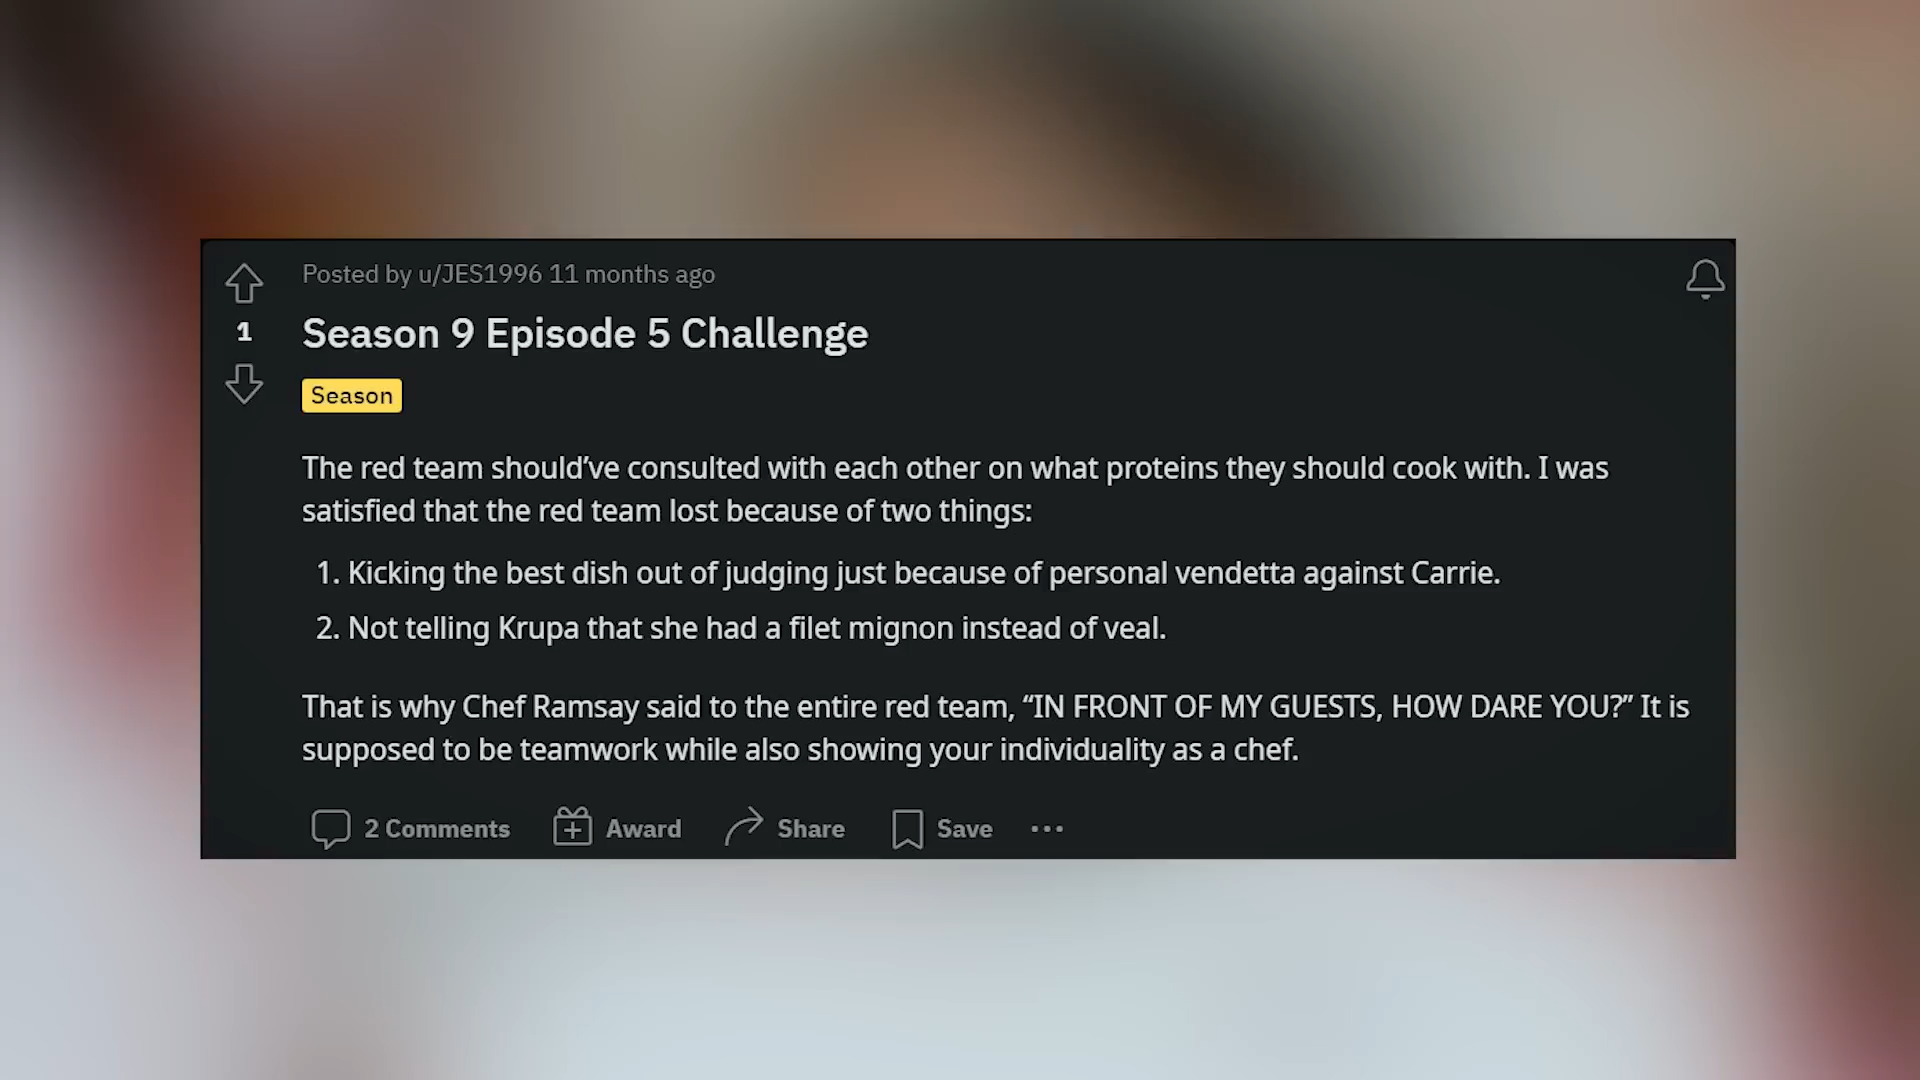 Posted by u/JES1996 11 months ago
1
Season 9 Episode 5 Challenge
Season
The red team should’ve consulted with each other on what proteins they should cook with. I was
satisfied that the red team lost because of two things:
1. Kicking the best dish out of judging just because of personal vendetta against Carrie.
2. Not telling Krupa that she had a filet mignon instead of veal.
That is why Chef Ramsay said to the entire red team, “IN FRONT OF MY GUESTS, HOW DARE YOU?” It is
supposed to be teamwork while also showing your individuality as a chef.
2 Comments Award Share Save